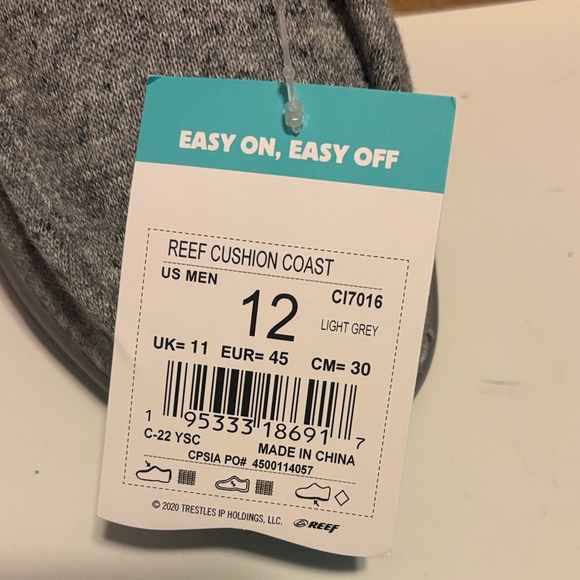 EASY ON, EASY OFF
REEF CUSHION COAST
US MEN
CI7016
12
LIGHT GREY
UK= 11 EUR= 45 CM= 30
1 95333 18691 7
C-22 YSC
MADE IN CHINA
CPSIA PO# 4500114057
© 2020 TRESTLES IP HOLDINGS, LLC. REEF